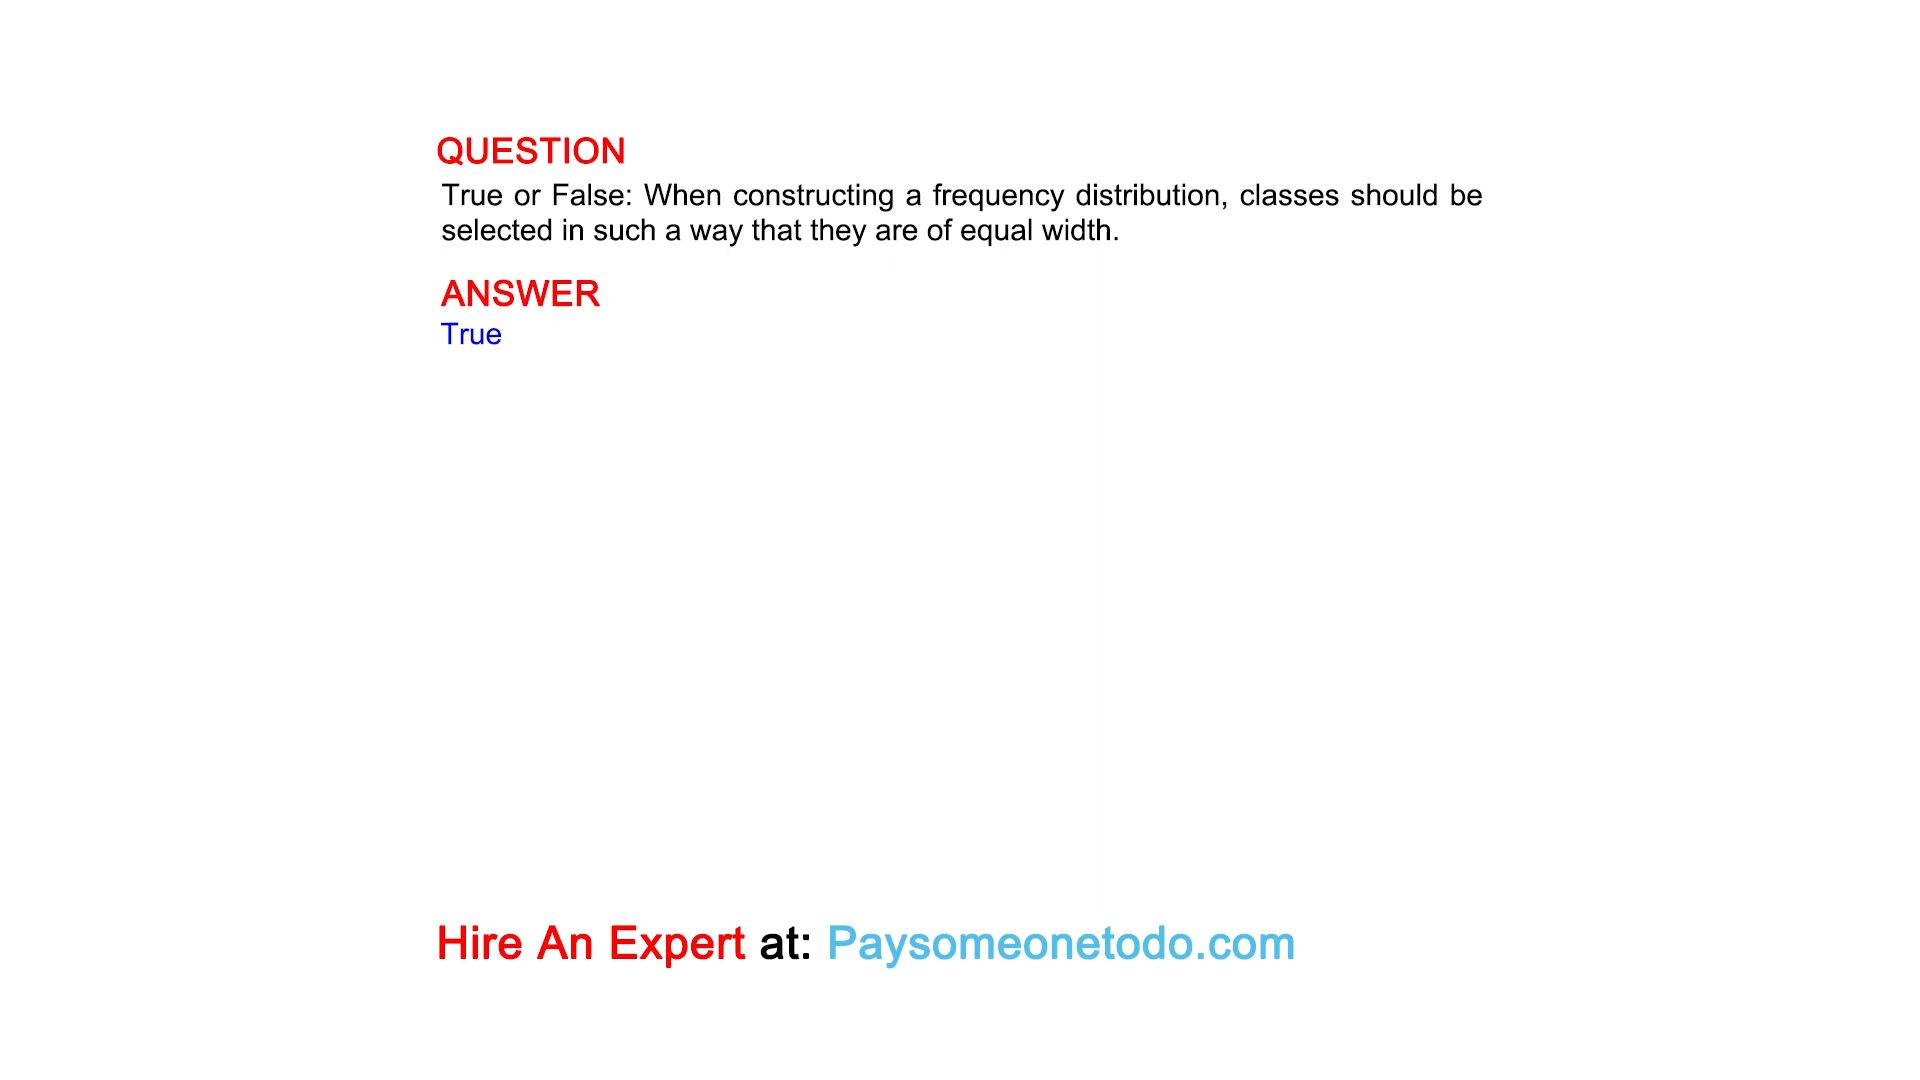 QUESTION
True or False: When constructing a frequency distribution, classes should be
selected in such a way that they are of equal width.
ANSWER
True
Hire An Expert at: Paysomeonetodo.com